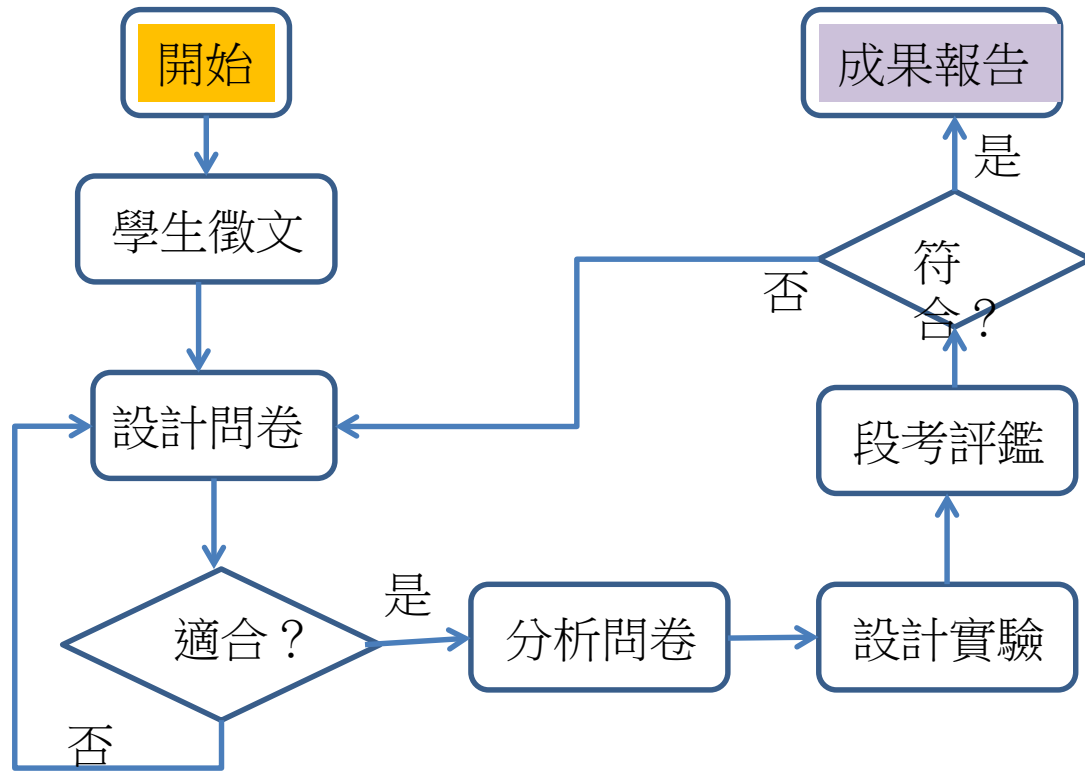 開始
學生徵文
設計問卷
適合？
否
是
分析問卷
設計實驗
段考評鑑
符
合？
否
是
成果報告